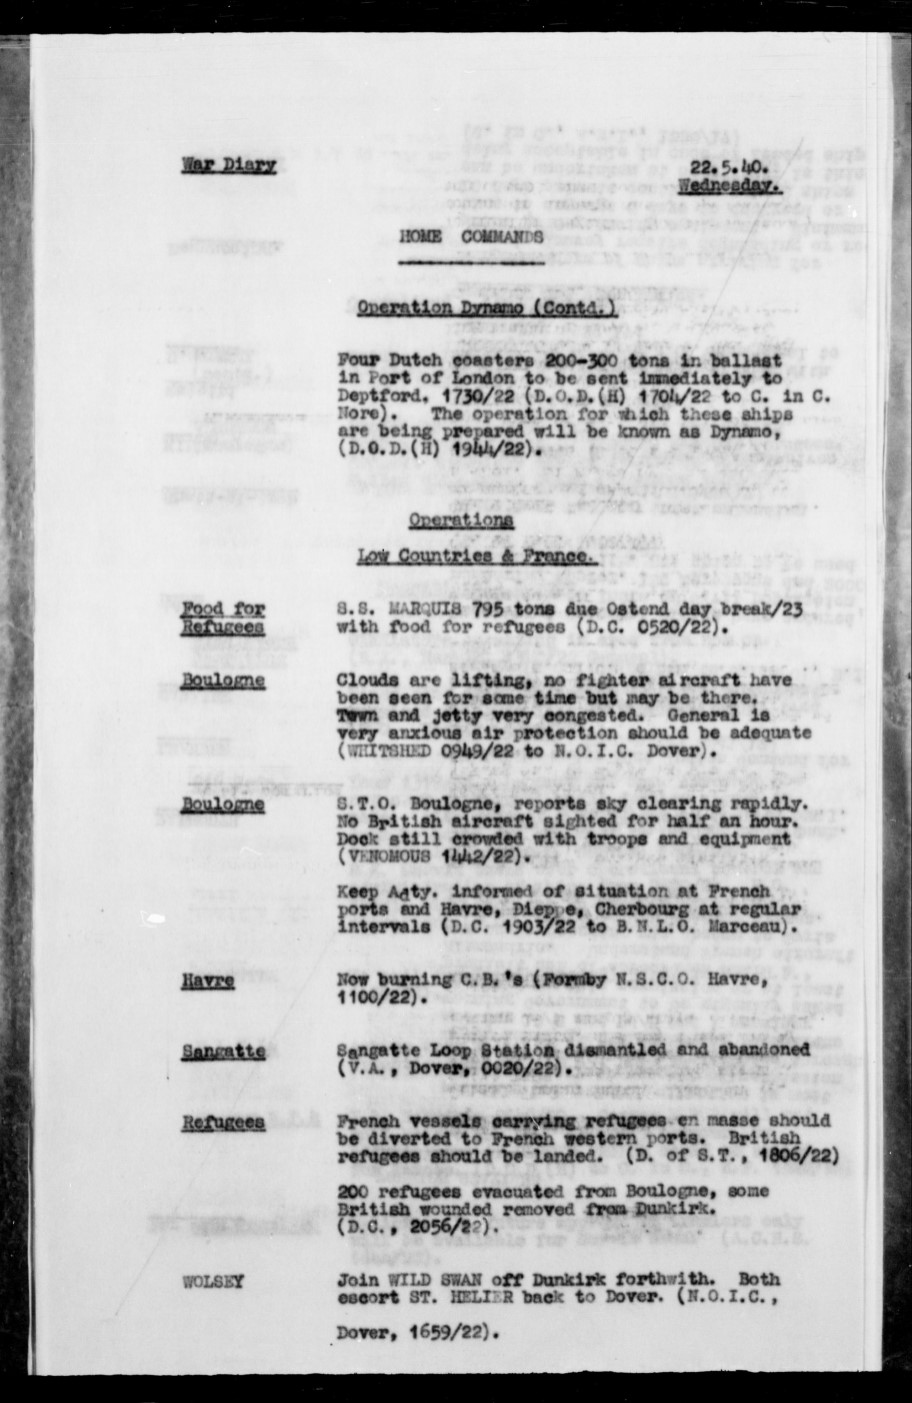 War Diary 22.5.40.
Wednesday.
HOME COMMANDS
Operation Dynamo (Contd.)
Four Dutch coasters 200-300 tons in ballast
in Port of London to be sent immediately to
Deptford. 1730/22 (D.O.D.(H) 1704/22 to C. in C.
Nore). The operation for which these ships
are being prepared will be known as Dynamo,
(D.O.D.(H) 1944/22).
Operations
Low Countries & France.
Food for S.S. MARQUIS 795 tons due Ostend day break/23
Refugees with food for refugees (D.C. 0520/22).
Boulogne Clouds are lifting, no fighter aircraft have
been seen for some time but may be there.
Town and jetty very congested. General is
very anxious air protection should be adequate
(WHITSHED 0949/22 to N.O.I.C. Dover).
Boulogne S.T.O. Boulogne, reports sky clearing rapidly.
No British aircraft sighted for half an hour.
Dock still crowded with troops and equipment
(VENOMOUS 1442/22).
Keep Adty. informed of situation at French
ports and Havre, Dieppe, Cherbourg at regular
intervals (D.C. 1903/22 to B.N.L.O. Marceau).
Havre Now burning C.B.'s (Formby N.S.C.O. Havre,
1100/22).
Sangatte Sangatte Loop Station dismantled and abandoned
(V.A., Dover, 0020/22).
Refugees French vessels carrying refugees en masse should
be diverted to French western ports. British
refugees should be landed. (D. of S.T., 1806/22)
200 refugees evacuated from Boulogne, some
British wounded removed from Dunkirk.
(D.C., 2056/22).
WOLSEY Join WILD SWAN off Dunkirk forthwith. Both
escort ST. HELIER back to Dover. (N.O.I.C.,
Dover, 1659/22).